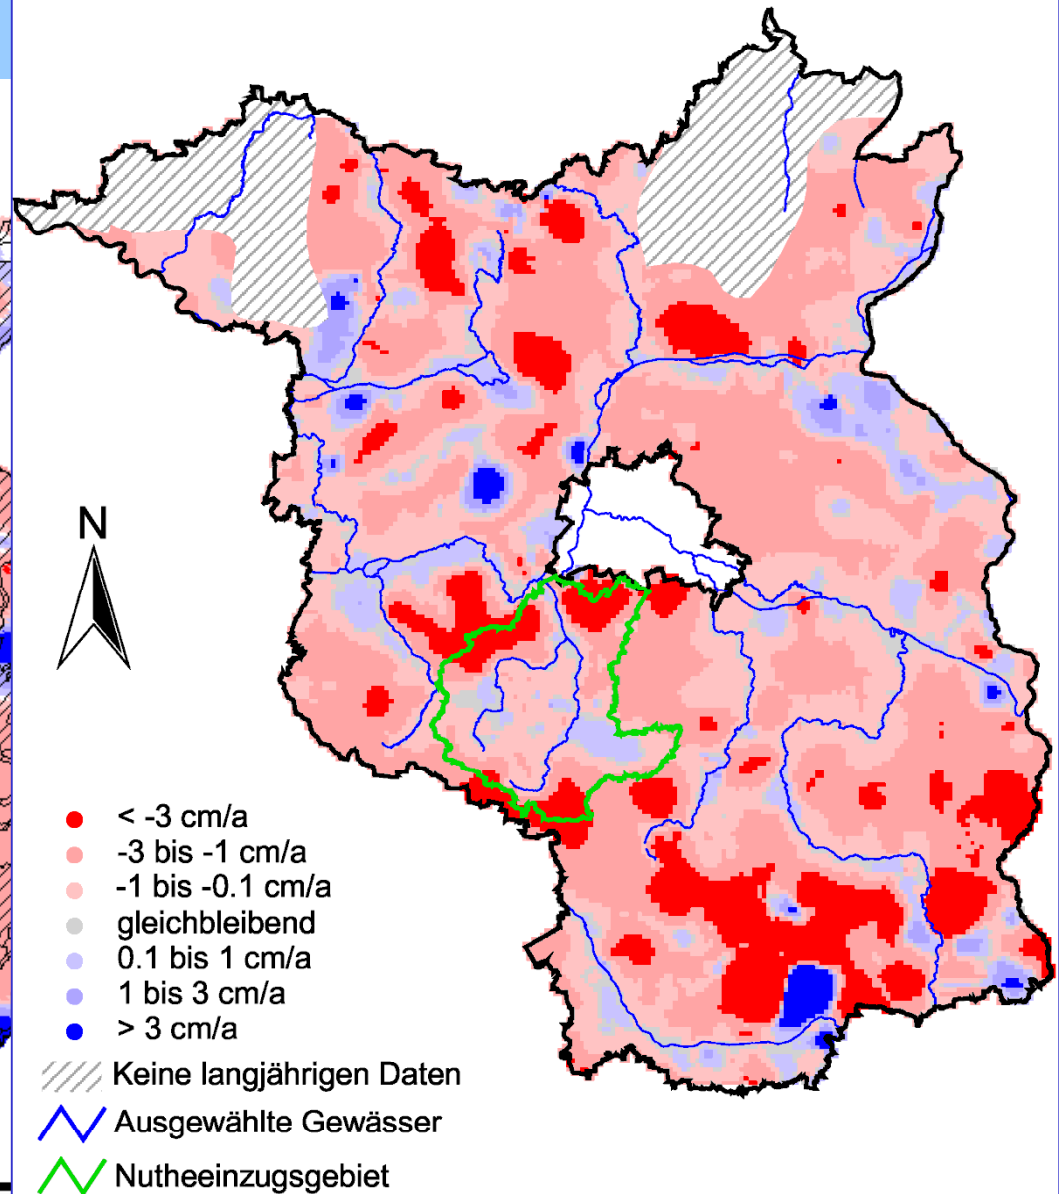 N
< -3 cm/a
-3 bis -1 cm/a
-1 bis -0.1 cm/a
gleichbleibend
0.1 bis 1 cm/a
1 bis 3 cm/a
> 3 cm/a
Keine langjährigen Daten
Ausgewählte Gewässer
Nutheeinzugsgebiet